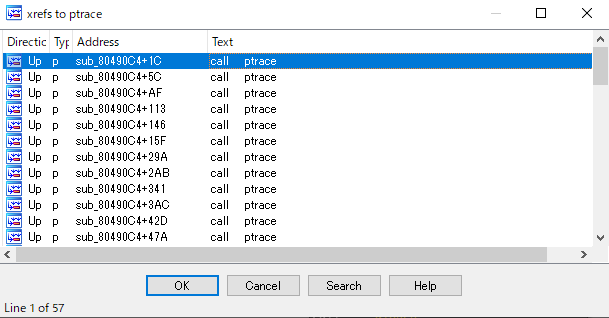 xrefs to ptrace
Directic Typ Address Text
Up p sub_80490C4+1C call ptrace
Up p sub_80490C4+5C call ptrace
Up p sub_80490C4+AF call ptrace
Up p sub_80490C4+113 call ptrace
Up p sub_80490C4+146 call ptrace
Up p sub_80490C4+15F call ptrace
Up p sub_80490C4+29A call ptrace
Up p sub_80490C4+2AB call ptrace
Up p sub_80490C4+341 call ptrace
Up p sub_80490C4+3AC call ptrace
Up p sub_80490C4+42D call ptrace
Up p sub_80490C4+47A call ptrace
OK Cancel Search Help
Line 1 of 57